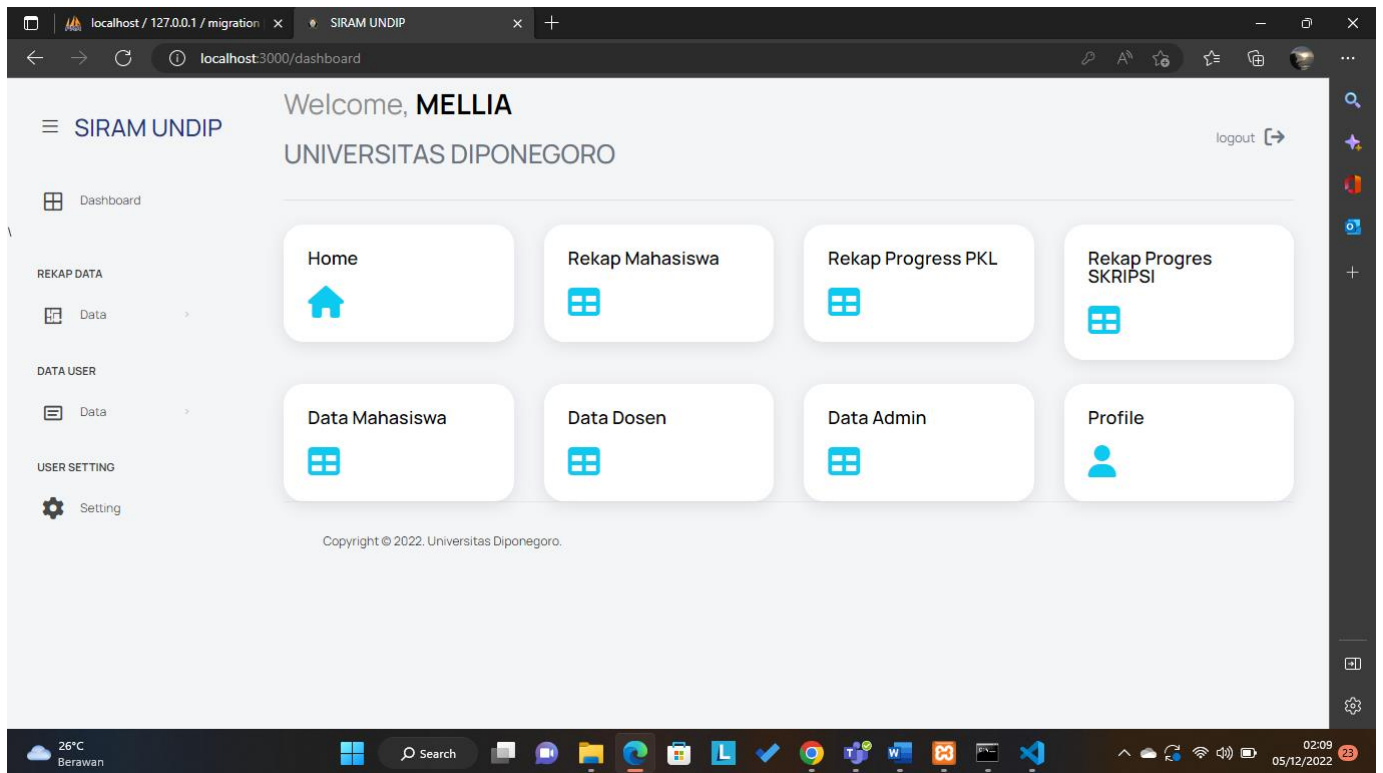 localhost / 127.0.0.1 / migration
SIRAM UNDIP
localhost:3000/dashboard
SIRAM UNDIP
Welcome, MELLIA
UNIVERSITAS DIPONEGORO
logout
Dashboard
\
REKAP DATA
Data
DATA USER
Data
USER SETTING
Setting
Home
Rekap Mahasiswa
Rekap Progress PKL
Rekap Progres
SKRIPSI
Data Mahasiswa
Data Dosen
Data Admin
Profile
Copyright © 2022. Universitas Diponegoro.
26°C
Berawan
Search
02:09
05/12/2022
23